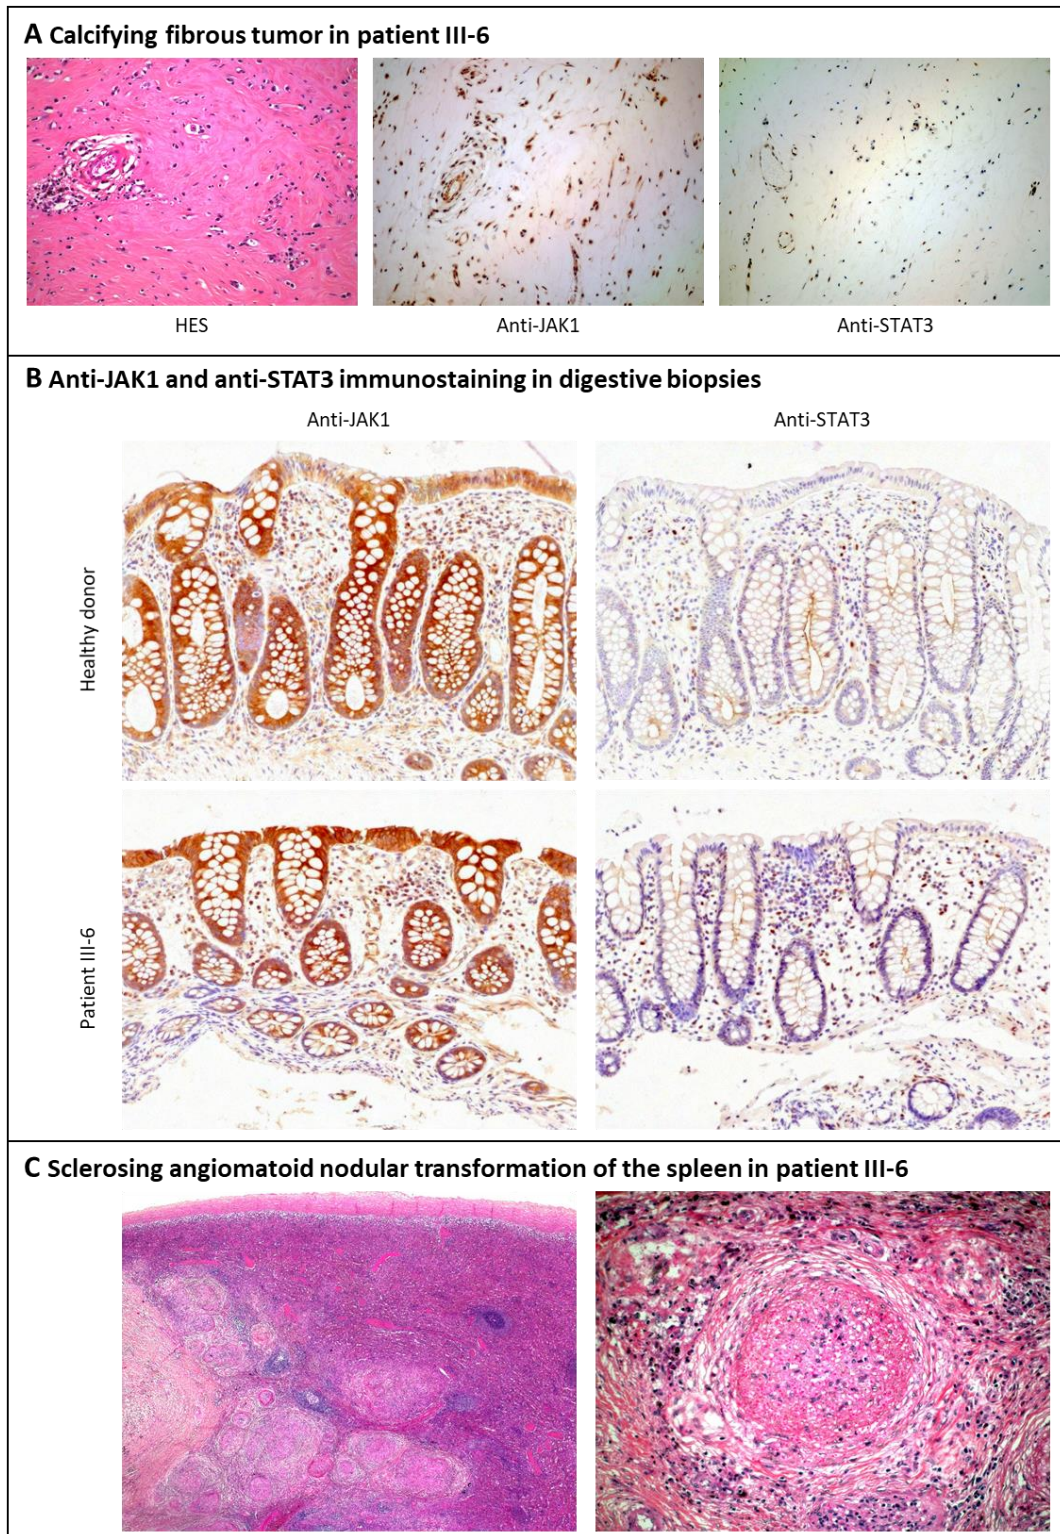 A Calcifying fibrous tumor in patient III-6
HES
Anti-JAK1
Anti-STAT3
B Anti-JAK1 and anti-STAT3 immunostaining in digestive biopsies
Anti-JAK1
Anti-STAT3
Healthy donor
Patient III-6
C Sclerosing angiomatoid nodular transformation of the spleen in patient III-6